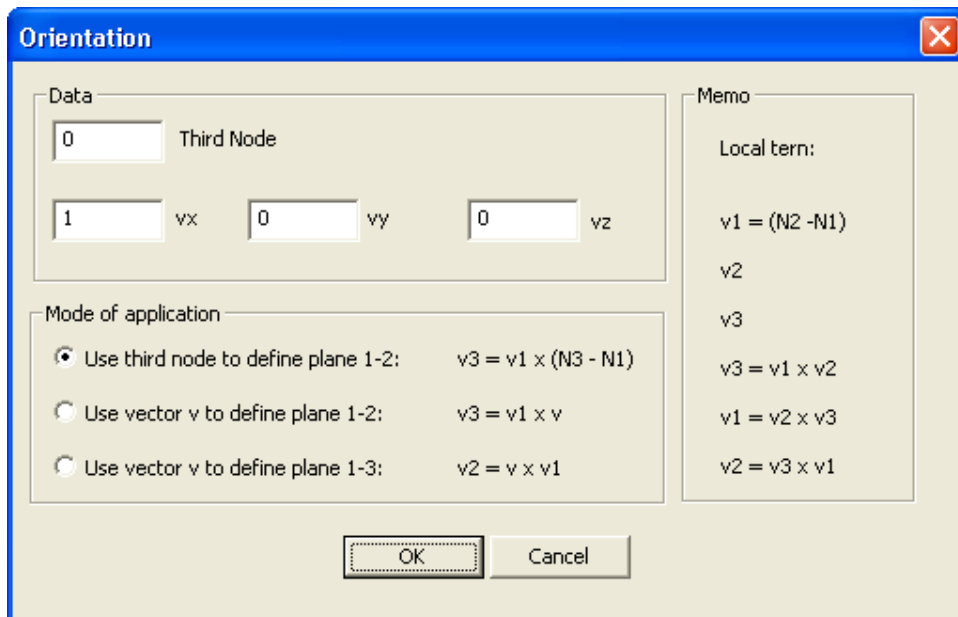 Orientation
Data
0 Third Node
1 vx 0 vy 0 vz
Mode of application
Use third node to define plane 1-2: v3 = v1 x (N3 - N1)
Use vector v to define plane 1-2: v3 = v1 x v
Use vector v to define plane 1-3: v2 = v x v1
Memo
Local tern:
v1 = (N2 -N1)
v2
v3
v3 = v1 x v2
v1 = v2 x v3
v2 = v3 x v1
OK Cancel